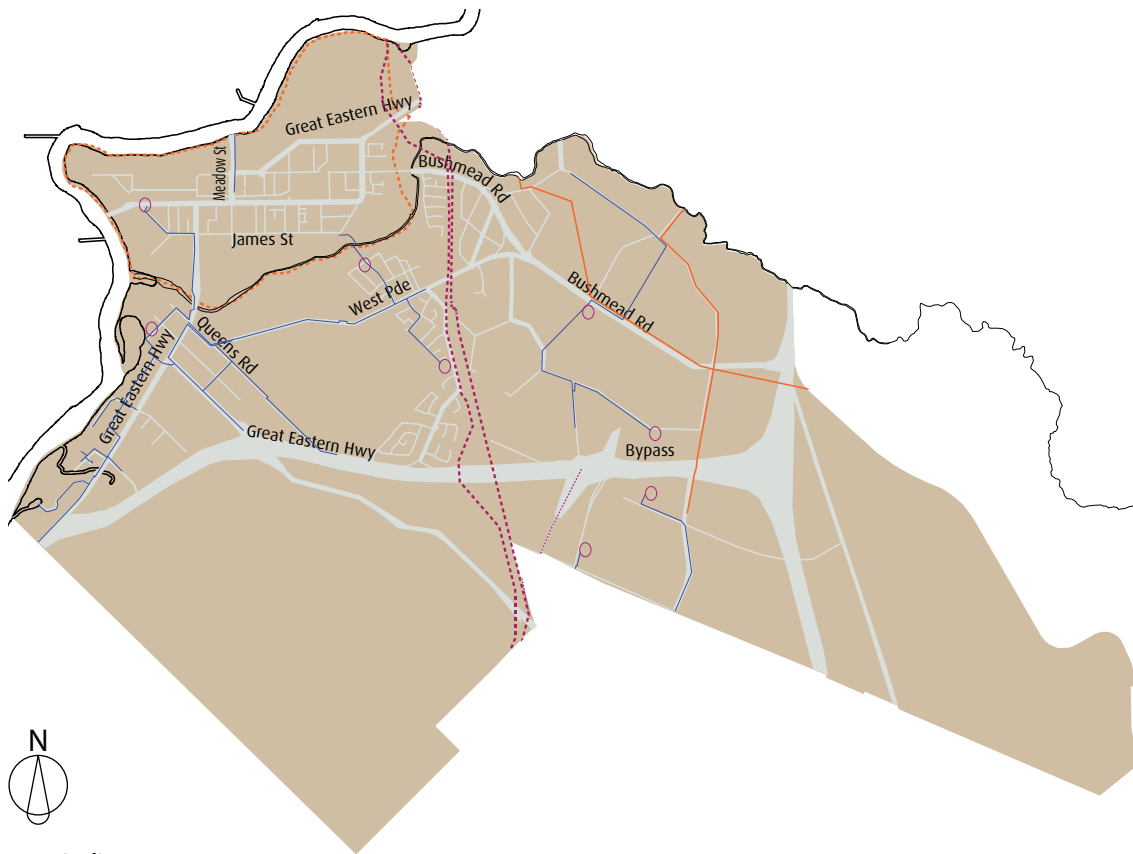 Great Eastern Hwy
Meadow St
Bushmead Rd
James St
West Pde
Bushmead Rd
Queens Rd
Great Eastern Hwy
Great Eastern Hwy
Bypass
N